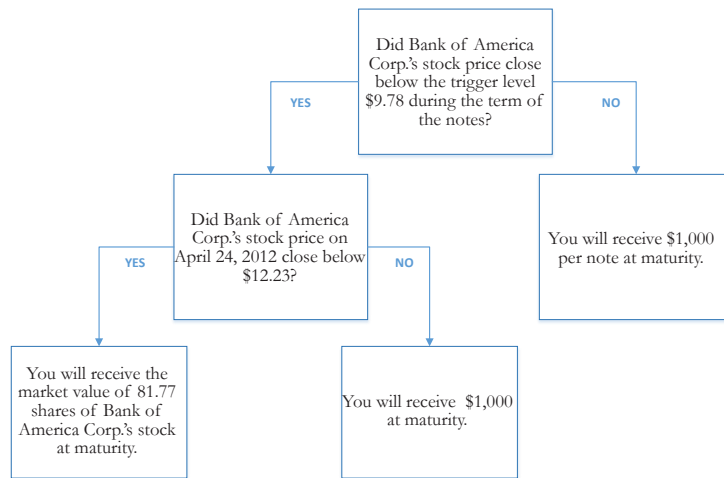 Did Bank of America
Corp.'s stock price close
below the trigger level
$9.78 during the term of
the notes?
YES
NO
Did Bank of America
Corp.'s stock price on
April 24, 2012 close below
$12.23?
You will receive $1,000
per note at maturity.
YES
NO
You will receive the
market value of 81.77
shares of Bank of
America Corp.'s stock
at maturity.
You will receive $1,000
at maturity.